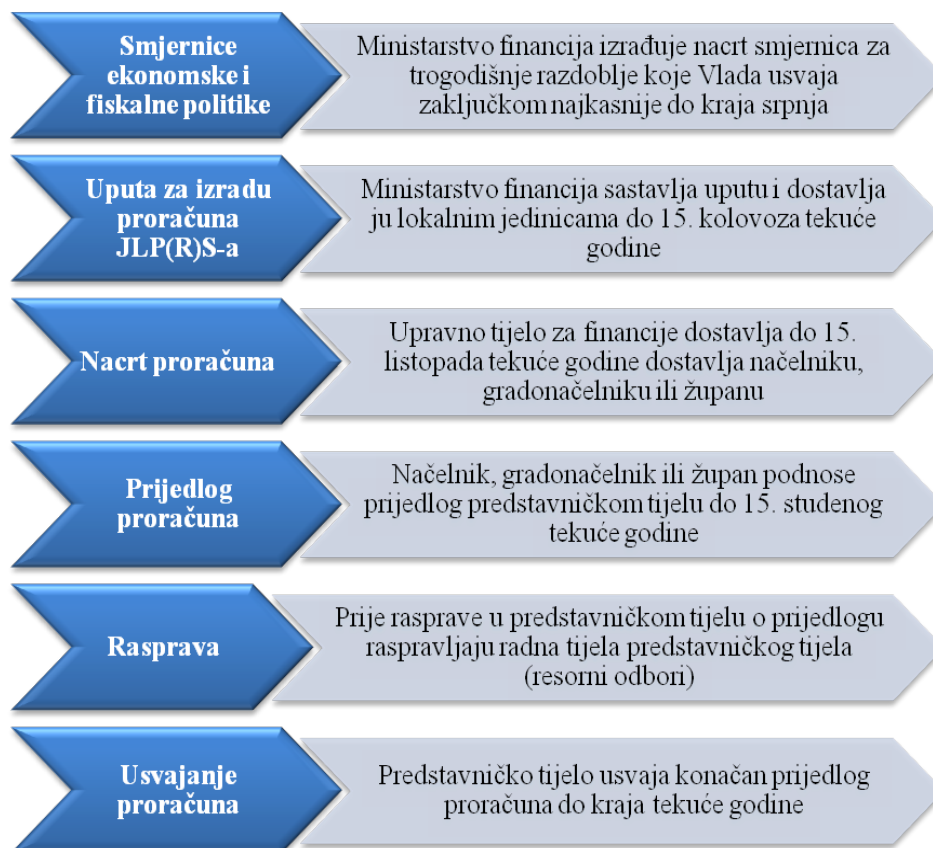 Smjernice
ekonomske i
fiskalne politike
Ministarstvo financija izrađuje nacrt smjernica za
trogodišnje razdoblje koje Vlada usvaja
zaključkom najkasnije do kraja srpnja
Uputa za izradu
proračuna
JLP(R)S-a
Ministarstvo financija sastavlja uputu i dostavlja
ju lokalnim jedinicama do 15. kolovoza tekuće
godine
Nacrt proračuna
Upravno tijelo za financije dostavlja do 15.
listopada tekuće godine dostavlja načelniku,
gradonačelniku ili županu
Prijedlog
proračuna
Načelnik, gradonačelnik ili župan podnose
prijedlog predstavničkom tijelu do 15. studenog
tekuće godine
Rasprava
Prije rasprave u predstavničkom tijelu o prijedlogu
raspravljaju radna tijela predstavničkog tijela
(resorni odbori)
Usvajanje
proračuna
Predstavničko tijelo usvaja konačan prijedlog
proračuna do kraja tekuće godine